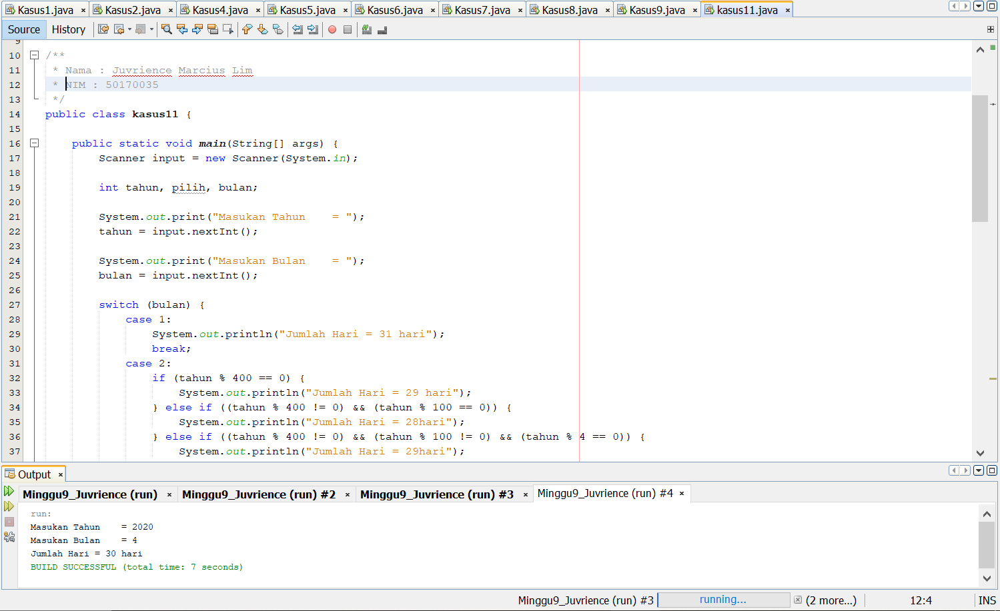 Kasus1.java × Kasus2.java × Kasus4.java × Kasus5.java × Kasus6.java × Kasus7.java × Kasus8.java × Kasus9.java × kasus11.java ×
Source History
9
10 /**
11 * Nama : Juvrience Marcius Lim
12 * NIM : 50170035
13 */
14 public class kasus11 {
15
16 public static void main(String[] args) {
17 Scanner input = new Scanner(System.in);
18
19 int tahun, pilih, bulan;
20
21 System.out.print("Masukan Tahun    = ");
22 tahun = input.nextInt();
23
24 System.out.print("Masukan Bulan    = ");
25 bulan = input.nextInt();
26
27 switch (bulan) {
28 case 1:
29 System.out.println("Jumlah Hari = 31 hari");
30 break;
31 case 2:
32 if (tahun % 400 == 0) {
33 System.out.println("Jumlah Hari = 29 hari");
34 } else if ((tahun % 400 != 0) && (tahun % 100 == 0)) {
35 System.out.println("Jumlah Hari = 28hari");
36 } else if ((tahun % 400 != 0) && (tahun % 100 != 0) && (tahun % 4 == 0)) {
37 System.out.println("Jumlah Hari = 29hari");
Output ×
Minggu9_Juvrience (run) × Minggu9_Juvrience (run) #2 × Minggu9_Juvrience (run) #3 × Minggu9_Juvrience (run) #4 ×
run:
Masukan Tahun    = 2020
Masukan Bulan    = 4
Jumlah Hari = 30 hari
BUILD SUCCESSFUL (total time: 7 seconds)
Minggu9_Juvrience (run) #3 running... (2 more...) 12:4 INS